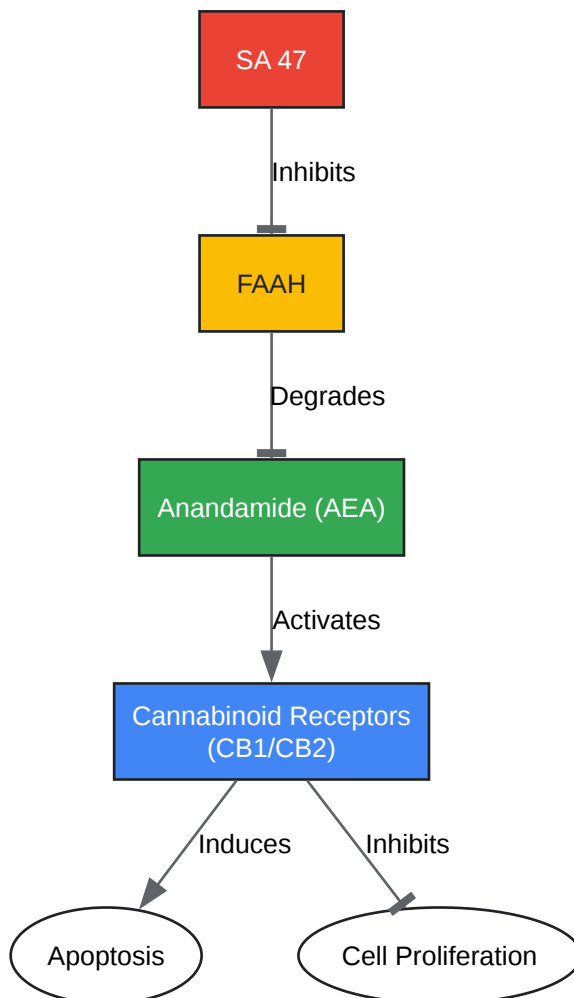 SA 47
Inhibits
FAAH
Degrades
Anandamide (AEA)
Activates
Cannabinoid Receptors
(CB1/CB2)
Induces
Inhibits
Apoptosis
Cell Proliferation